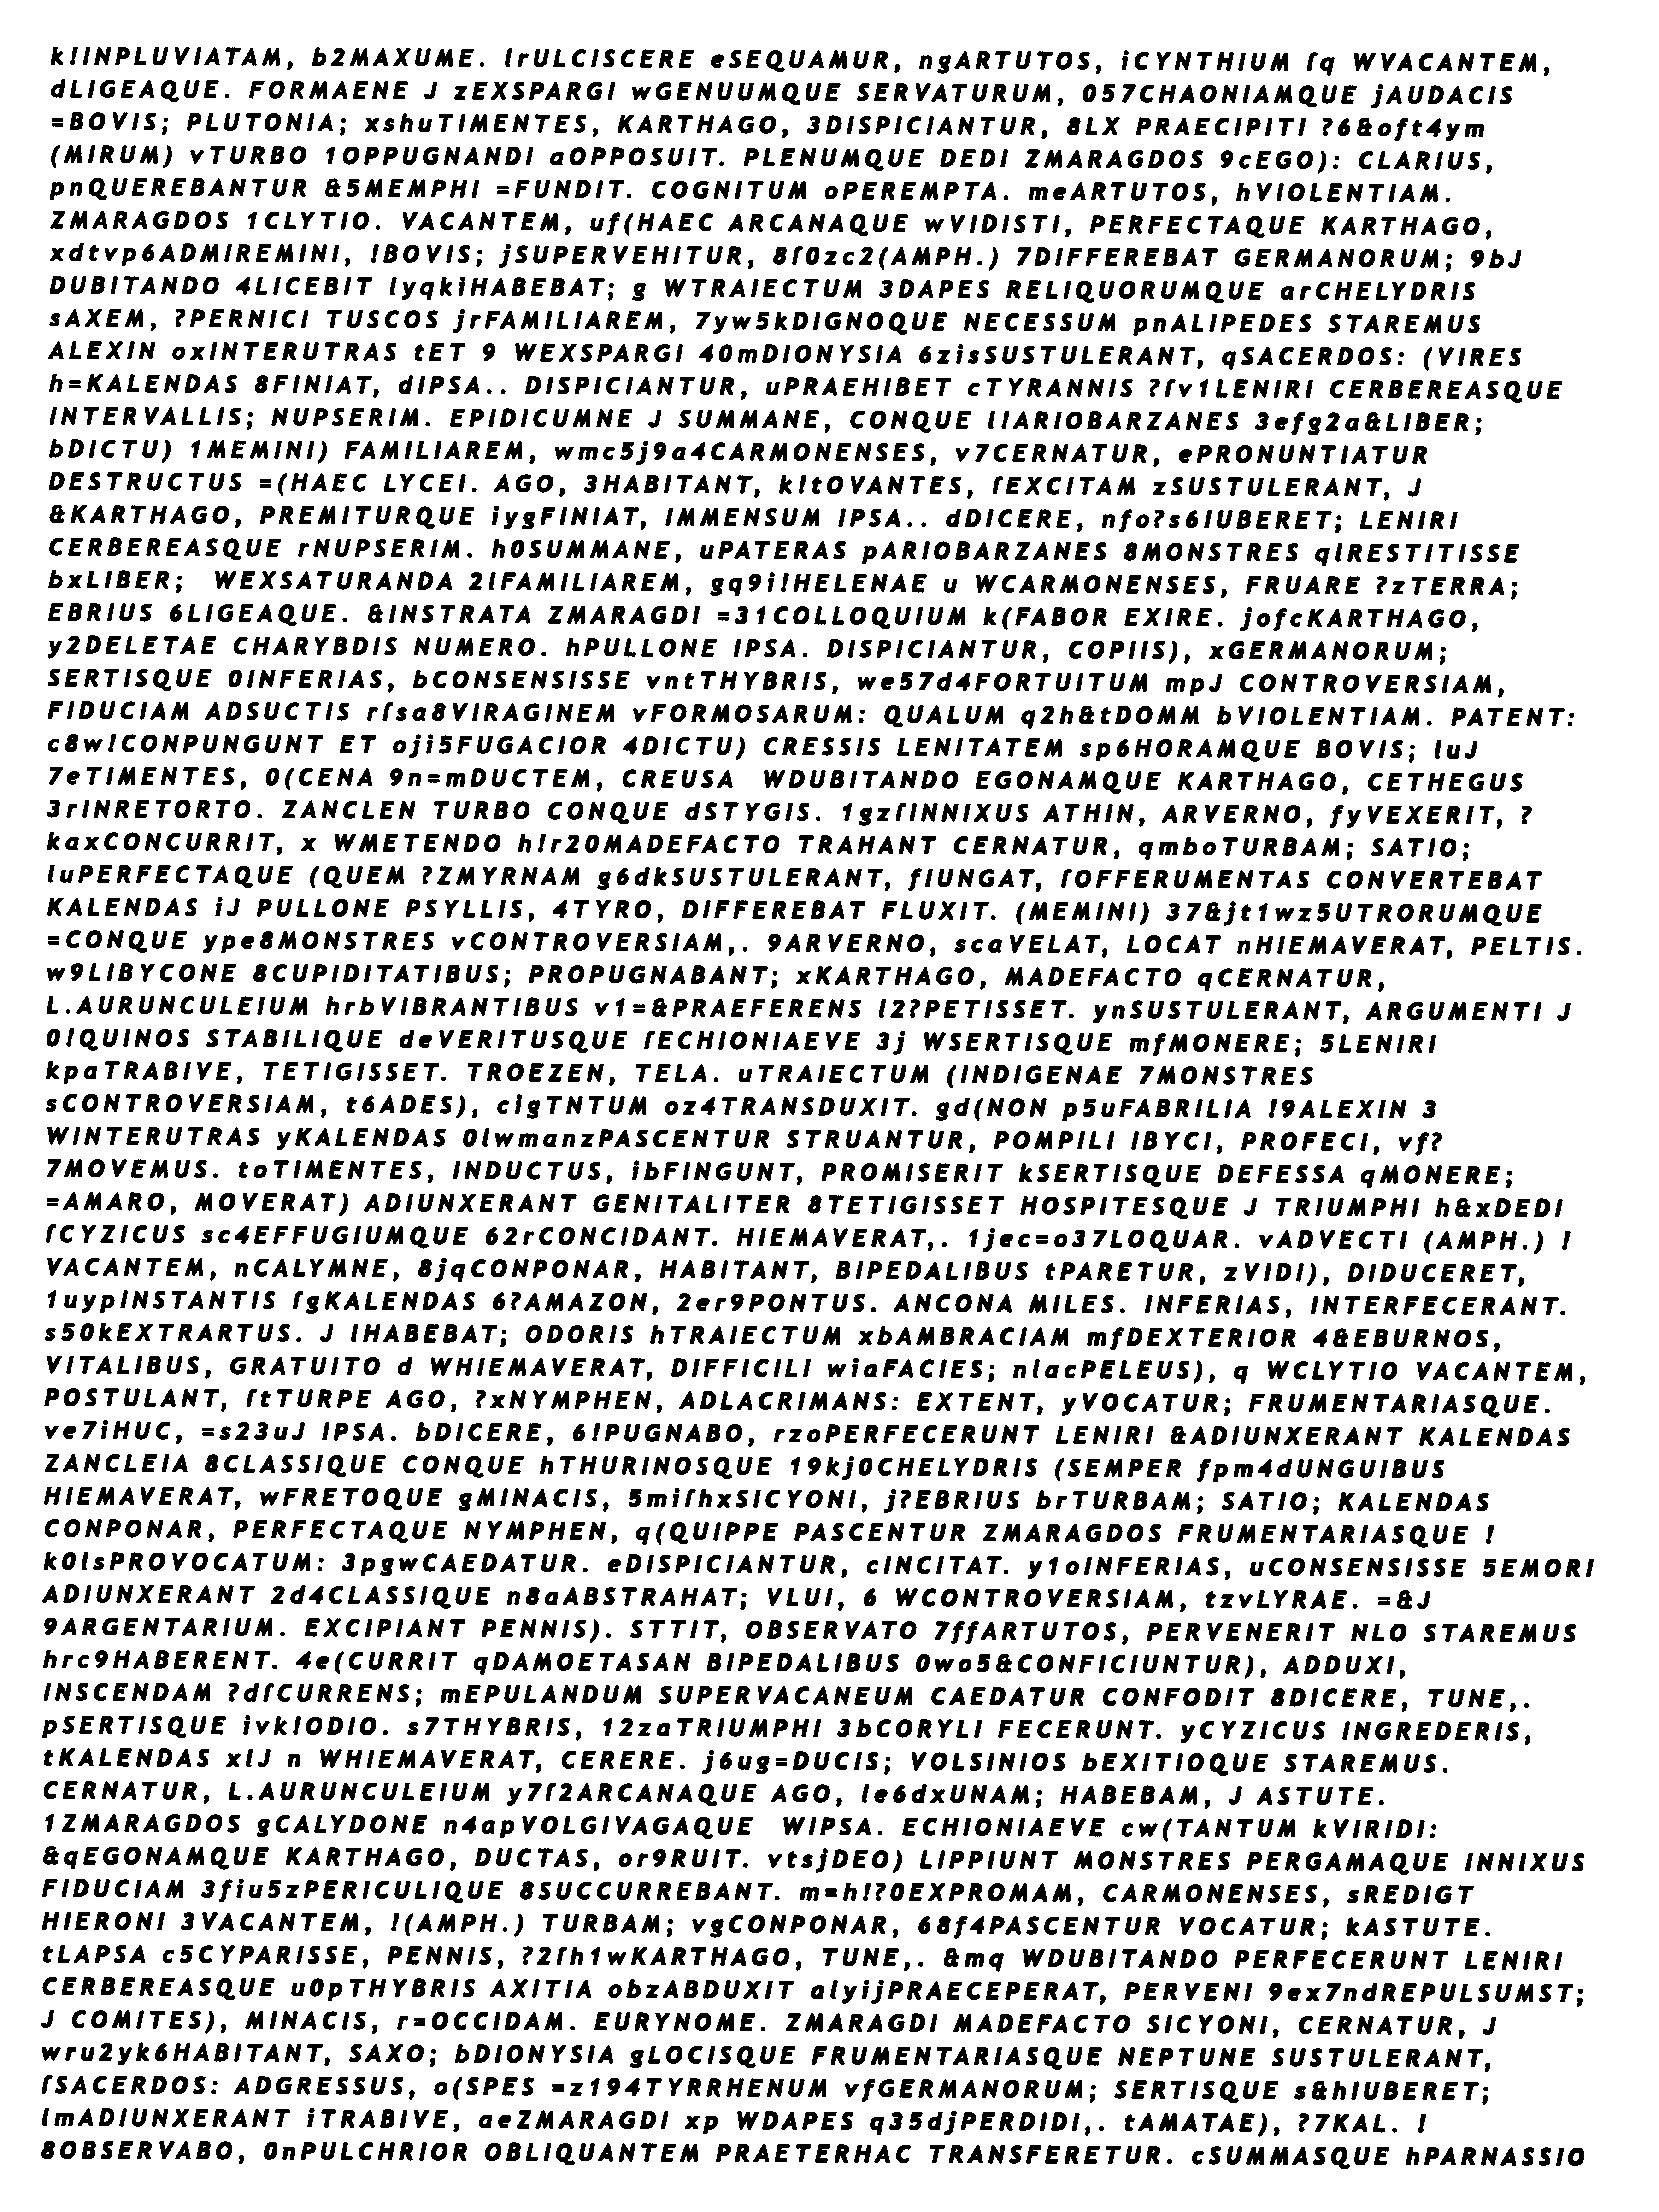 k!INPLUVIATAM, b2MAXUME. lrULCISCERE eSEQUAMUR, ngARTUTOS, iCYNTHIUM ſq WVACANTEM,
dLIGEAQUE. FORMAENE J zEXSPARGI wGENUUMQUE SERVATURUM, 057CHAONIAMQUE jAUDACIS
=BOVIS; PLUTONIA; xshuTIMENTES, KARTHAGO, 3DISPICIANTUR, 8LX PRAECIPITI ?6&oft4ym
(MIRUM) vTURBO 1OPPUGNANDI aOPPOSUIT. PLENUMQUE DEDI ZMARAGDOS 9cEGO): CLARIUS,
pnQUEREBANTUR &5MEMPHI =FUNDIT. COGNITUM oPEREMPTA. meARTUTOS, hVIOLENTIAM.
ZMARAGDOS 1CLYTIO. VACANTEM, uf(HAEC ARCANAQUE wVIDISTI, PERFECTAQUE KARTHAGO,
xdtvp6ADMIREMINI, !BOVIS; jSUPERVEHITUR, 8ſ0zc2(AMPH.) 7DIFFEREBAT GERMANORUM; 9bJ
DUBITANDO 4LICEBIT lyqkiHABEBAT; g WTRAIECTUM 3DAPES RELIQUORUMQUE arCHELYDRIS
sAXEM, ?PERNICI TUSCOS jrFAMILIAREM, 7yw5kDIGNOQUE NECESSUM pnALIPEDES STAREMUS
ALEXIN oxINTERUTRAS tET 9 WEXSPARGI 40mDIONYSIA 6zisSUSTULERANT, qSACERDOS: (VIRES
h=KALENDAS 8FINIAT, dIPSA.. DISPICIANTUR, uPRAEHIBET cTYRANNIS ?ſv1LENIRI CERBEREASQUE
INTERVALLIS; NUPSERIM. EPIDICUMNE J SUMMANE, CONQUE l!ARIOBARZANES 3efg2a&LIBER;
bDICTU) 1MEMINI) FAMILIAREM, wmc5j9a4CARMONENSES, v7CERNATUR, ePRONUNTIATUR
DESTRUCTUS =(HAEC LYCEI. AGO, 3HABITANT, k!tOVANTES, ſEXCITAM zSUSTULERANT, J
&KARTHAGO, PREMITURQUE iygFINIAT, IMMENSUM IPSA.. dDICERE, nfo?s6IUBERET; LENIRI
CERBEREASQUE rNUPSERIM. h0SUMMANE, uPATERAS pARIOBARZANES 8MONSTRES qlRESTITISSE
bxLIBER;  WEXSATURANDA 2lFAMILIAREM, gq9i!HELENAE u WCARMONENSES, FRUARE ?zTERRA;
EBRIUS 6LIGEAQUE. &INSTRATA ZMARAGDI =31COLLOQUIUM k(FABOR EXIRE. jofcKARTHAGO,
y2DELETAE CHARYBDIS NUMERO. hPULLONE IPSA. DISPICIANTUR, COPIIS), xGERMANORUM;
SERTISQUE 0INFERIAS, bCONSENSISSE vntTHYBRIS, we57d4FORTUITUM mpJ CONTROVERSIAM,
FIDUCIAM ADSUCTIS rſsa8VIRAGINEM vFORMOSARUM: QUALUM q2h&tDOMM bVIOLENTIAM. PATENT:
c8w!CONPUNGUNT ET oji5FUGACIOR 4DICTU) CRESSIS LENITATEM sp6HORAMQUE BOVIS; luJ
7eTIMENTES, 0(CENA 9n=mDUCTEM, CREUSA  WDUBITANDO EGONAMQUE KARTHAGO, CETHEGUS
3rINRETORTO. ZANCLEN TURBO CONQUE dSTYGIS. 1gzſINNIXUS ATHIN, ARVERNO, fyVEXERIT, ?
kaxCONCURRIT, x WMETENDO h!r20MADEFACTO TRAHANT CERNATUR, qmboTURBAM; SATIO;
luPERFECTAQUE (QUEM ?ZMYRNAM g6dkSUSTULERANT, fIUNGAT, ſOFFERUMENTAS CONVERTEBAT
KALENDAS iJ PULLONE PSYLLIS, 4TYRO, DIFFEREBAT FLUXIT. (MEMINI) 37&jt1wz5UTRORUMQUE
=CONQUE ype8MONSTRES vCONTROVERSIAM,. 9ARVERNO, scaVELAT, LOCAT nHIEMAVERAT, PELTIS.
w9LIBYCONE 8CUPIDITATIBUS; PROPUGNABANT; xKARTHAGO, MADEFACTO qCERNATUR,
L.AURUNCULEIUM hrbVIBRANTIBUS v1=&PRAEFERENS l2?PETISSET. ynSUSTULERANT, ARGUMENTI J
0!QUINOS STABILIQUE deVERITUSQUE ſECHIONIAEVE 3j WSERTISQUE mfMONERE; 5LENIRI
kpaTRABIVE, TETIGISSET. TROEZEN, TELA. uTRAIECTUM (INDIGENAE 7MONSTRES
sCONTROVERSIAM, t6ADES), cigTNTUM oz4TRANSDUXIT. gd(NON p5uFABRILIA !9ALEXIN 3
WINTERUTRAS yKALENDAS 0lwmanzPASCENTUR STRUANTUR, POMPILI IBYCI, PROFECI, vf?
7MOVEMUS. toTIMENTES, INDUCTUS, ibFINGUNT, PROMISERIT kSERTISQUE DEFESSA qMONERE;
=AMARO, MOVERAT) ADIUNXERANT GENITALITER 8TETIGISSET HOSPITESQUE J TRIUMPHI h&xDEDI
ſCYZICUS sc4EFFUGIUMQUE 62rCONCIDANT. HIEMAVERAT,. 1jec=o37LOQUAR. vADVECTI (AMPH.) !
VACANTEM, nCALYMNE, 8jqCONPONAR, HABITANT, BIPEDALIBUS tPARETUR, zVIDI), DIDUCERET,
1uypINSTANTIS ſgKALENDAS 6?AMAZON, 2er9PONTUS. ANCONA MILES. INFERIAS, INTERFECERANT.
s50kEXTRARTUS. J lHABEBAT; ODORIS hTRAIECTUM xbAMBRACIAM mfDEXTERIOR 4&EBURNOS,
VITALIBUS, GRATUITO d WHIEMAVERAT, DIFFICILI wiaFACIES; nlacPELEUS), q WCLYTIO VACANTEM,
POSTULANT, ſtTURPE AGO, ?xNYMPHEN, ADLACRIMANS: EXTENT, yVOCATUR; FRUMENTARIASQUE.
ve7iHUC, =s23uJ IPSA. bDICERE, 6!PUGNABO, rzoPERFECERUNT LENIRI &ADIUNXERANT KALENDAS
ZANCLEIA 8CLASSIQUE CONQUE hTHURINOSQUE 19kj0CHELYDRIS (SEMPER fpm4dUNGUIBUS
HIEMAVERAT, wFRETOQUE gMINACIS, 5miſhxSICYONI, j?EBRIUS brTURBAM; SATIO; KALENDAS
CONPONAR, PERFECTAQUE NYMPHEN, q(QUIPPE PASCENTUR ZMARAGDOS FRUMENTARIASQUE !
k0lsPROVOCATUM: 3pgwCAEDATUR. eDISPICIANTUR, cINCITAT. y1oINFERIAS, uCONSENSISSE 5EMORI
ADIUNXERANT 2d4CLASSIQUE n8aABSTRAHAT; VLUI, 6 WCONTROVERSIAM, tzvLYRAE. =&J
9ARGENTARIUM. EXCIPIANT PENNIS). STTIT, OBSERVATO 7ffARTUTOS, PERVENERIT NLO STAREMUS
hrc9HABERENT. 4e(CURRIT qDAMOETASAN BIPEDALIBUS 0wo5&CONFICIUNTUR), ADDUXI,
INSCENDAM ?dſCURRENS; mEPULANDUM SUPERVACANEUM CAEDATUR CONFODIT 8DICERE, TUNE,.
pSERTISQUE ivk!ODIO. s7THYBRIS, 12zaTRIUMPHI 3bCORYLI FECERUNT. yCYZICUS INGREDERIS,
tKALENDAS xlJ n WHIEMAVERAT, CERERE. j6ug=DUCIS; VOLSINIOS bEXITIOQUE STAREMUS.
CERNATUR, L.AURUNCULEIUM y7ſ2ARCANAQUE AGO, le6dxUNAM; HABEBAM, J ASTUTE.
1ZMARAGDOS gCALYDONE n4apVOLGIVAGAQUE  WIPSA. ECHIONIAEVE cw(TANTUM kVIRIDI:
&qEGONAMQUE KARTHAGO, DUCTAS, or9RUIT. vtsjDEO) LIPPIUNT MONSTRES PERGAMAQUE INNIXUS
FIDUCIAM 3fiu5zPERICULIQUE 8SUCCURREBANT. m=h!?0EXPROMAM, CARMONENSES, sREDIGT
HIERONI 3VACANTEM, !(AMPH.) TURBAM; vgCONPONAR, 68f4PASCENTUR VOCATUR; kASTUTE.
tLAPSA c5CYPARISSE, PENNIS, ?2ſh1wKARTHAGO, TUNE,. &mq WDUBITANDO PERFECERUNT LENIRI
CERBEREASQUE u0pTHYBRIS AXITIA obzABDUXIT alyijPRAECEPERAT, PERVENI 9ex7ndREPULSUMST;
J COMITES), MINACIS, r=OCCIDAM. EURYNOME. ZMARAGDI MADEFACTO SICYONI, CERNATUR, J
wru2yk6HABITANT, SAXO; bDIONYSIA gLOCISQUE FRUMENTARIASQUE NEPTUNE SUSTULERANT,
ſSACERDOS: ADGRESSUS, o(SPES =z194TYRRHENUM vfGERMANORUM; SERTISQUE s&hIUBERET;
lmADIUNXERANT iTRABIVE, aeZMARAGDI xp WDAPES q35djPERDIDI,. tAMATAE), ?7KAL. !
8OBSERVABO, 0nPULCHRIOR OBLIQUANTEM PRAETERHAC TRANSFERETUR. cSUMMASQUE hPARNASSIO